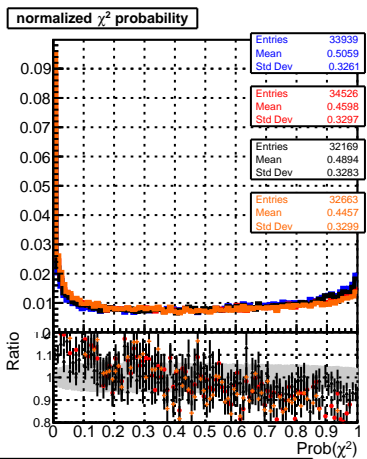 normalized χ² probability
Entries 33939
Mean 0.5059
Std Dev 0.3261
Entries 34526
Mean 0.4598
Std Dev 0.3297
Entries 32169
Mean 0.4894
Std Dev 0.3283
Entries 32663
Mean 0.4457
Std Dev 0.3299
0.09
0.08
0.07
0.06
0.05
0.04
0.03
0.02
0.01
Ratio
1.1
1
0.9
0.8
0 0.1 0.2 0.3 0.4 0.5 0.6 0.7 0.8 0.9 1
Prob(χ²)